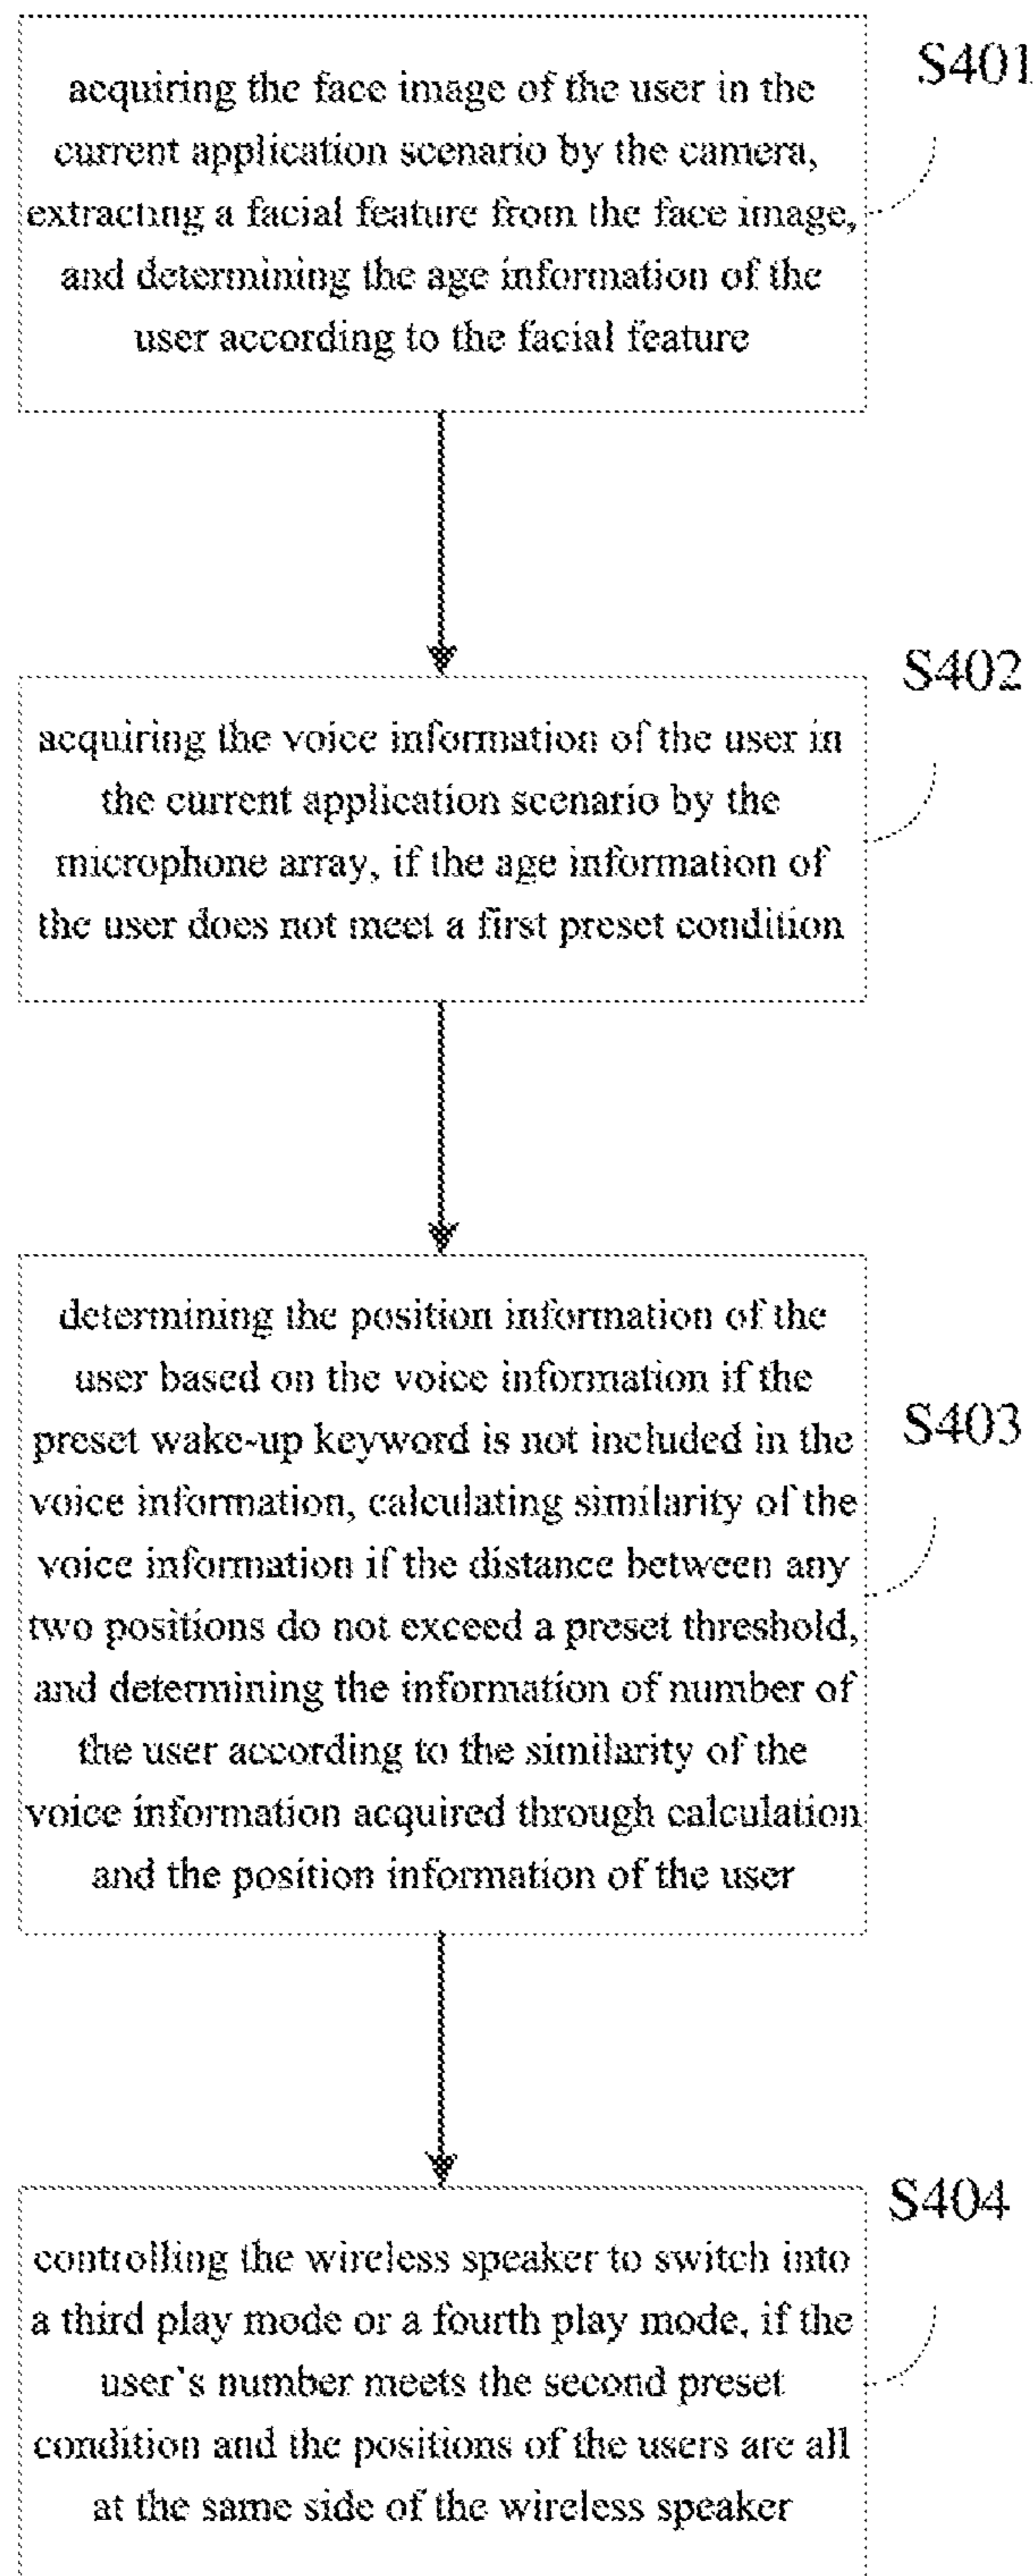 acquiring the face image of the user in the
current application scenario by the camera,
extracting a facial feature from the face image,
and determining the age information of the
user according to the facial feature
S401
acquiring the voice information of the user in
the current application scenario by the
microphone array, if the age information of
the user does not meet a first preset condition
S402
determining the position information of the
user based on the voice information if the
preset wake-up keyword is not included in the
voice information, calculating similarity of the
voice information if the distance between any
two positions do not exceed a preset threshold,
and determining the information of number of
the user according to the similarity of the
voice information acquired through calculation
and the position information of the user
S403
controlling the wireless speaker to switch into
a third play mode or a fourth play mode, if the
user's number meets the second preset
condition and the positions of the users are all
at the same side of the wireless speaker
S404